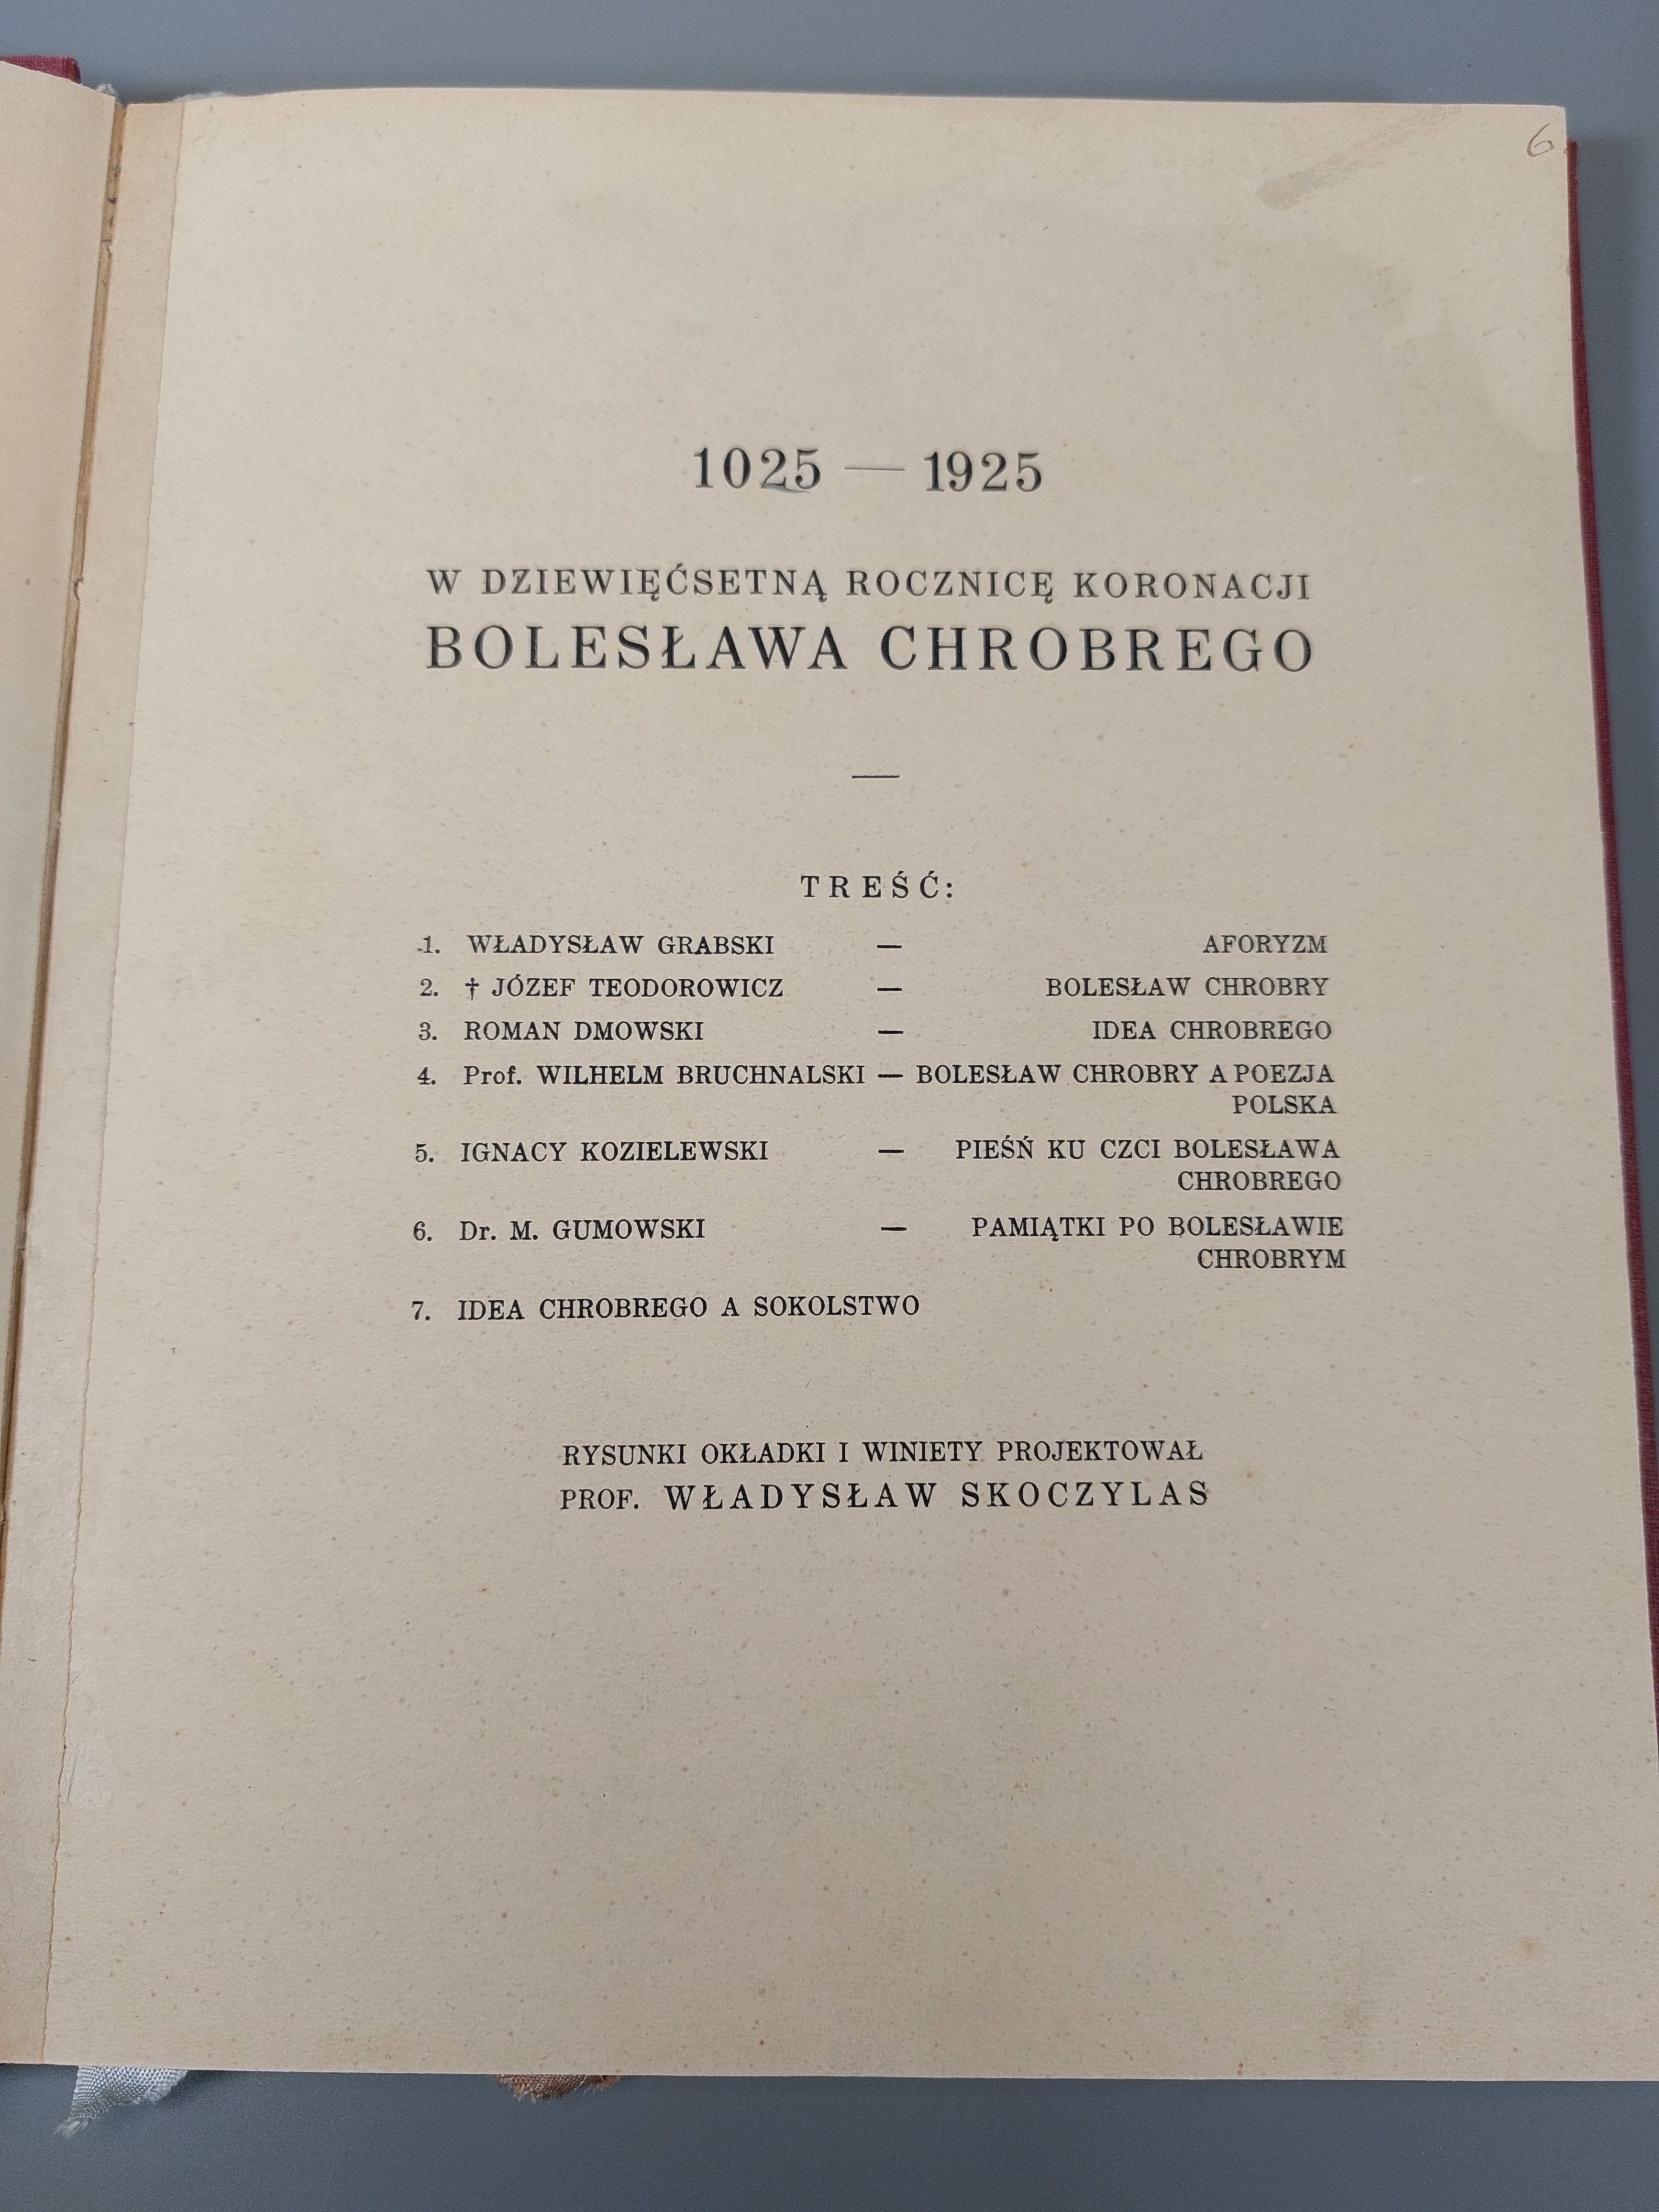 6
1025 — 1925
W DZIEWIĘĆSETNĄ ROCZNICĘ KORONACJI
BOLESŁAWA CHROBREGO
TREŚĆ:
1. WŁADYSŁAW GRABSKI — AFORYZM
2. † JÓZEF TEODOROWICZ — BOLESŁAW CHROBRY
3. ROMAN DMOWSKI — IDEA CHROBREGO
4. Prof. WILHELM BRUCHNALSKI — BOLESŁAW CHROBRY A POEZJA
POLSKA
5. IGNACY KOZIELEWSKI — PIEŚŃ KU CZCI BOLESŁAWA
CHROBREGO
6. Dr. M. GUMOWSKI — PAMIĄTKI PO BOLESŁAWIE
CHROBRYM
7. IDEA CHROBREGO A SOKOLSTWO
RYSUNKI OKŁADKI I WINIETY PROJEKTOWAŁ
PROF. WŁADYSŁAW SKOCZYLAS